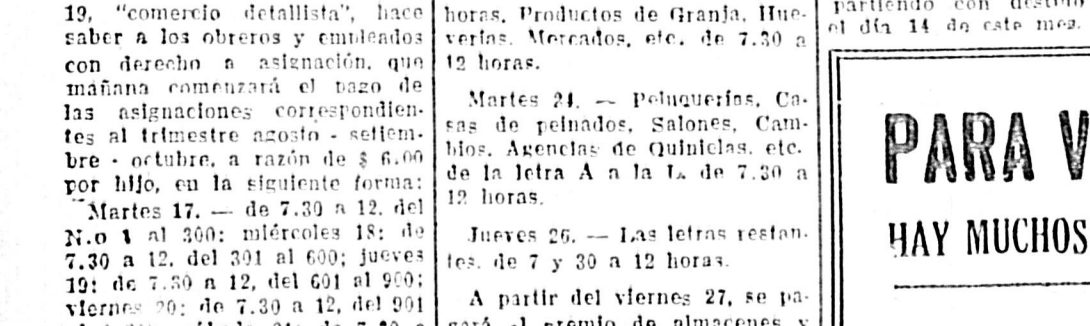 19, "comercio detallista", hace
saber a los obreros y empleados
con derecho a asignación, que
mañana comenzará el pago de
las asignaciones correspondien-
tes al trimestre agosto - setiem-
bre - octubre, a razón de $ 6.00
por hijo, en la siguiente forma:
"Martes 17. — de 7.30 a 12, del
N.o 1 al 300; miércoles 18: de
7.30 a 12, del 301 al 600; jueves
19: de 7.30 a 12, del 601 al 900;
viernes 20: de 7.30 a 12, del 901
horas, Productos de Granja, Hue-
verías, Mercados, etc. de 7.30 a
12 horas.
Martes 24. — Peluquerías, Ca-
sas de peinados, Salones, Cam-
bios, Agencias de Quinielas, etc.
de la letra A a la L, de 7.30 a
12 horas.
Jueves 26. — Las letras restan-
tes, de 7 y 30 a 12 horas.
A partir del viernes 27, se pa-
gará el gremio de almacenes y
partiendo con destino
el día 14 de este mes.
PARA V
HAY MUCHOS